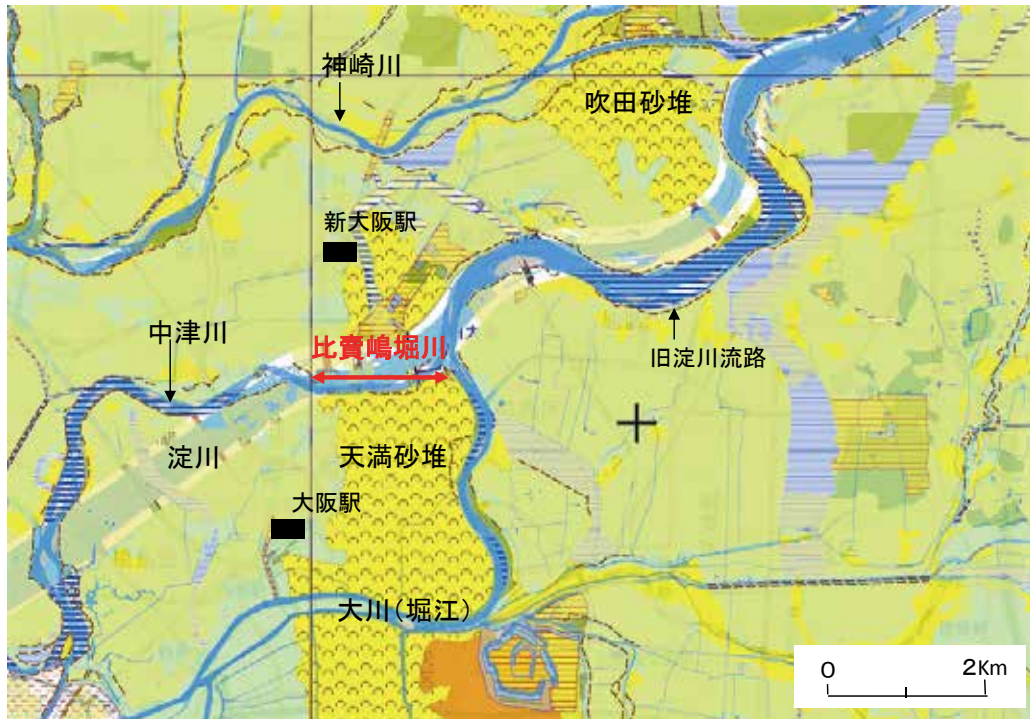 神崎川
吹田砂堆
新大阪駅
中津川
比賣嶋堀川
旧淀川流路
淀川
天満砂堆
大阪駅
大川(堀江)
0 2Km